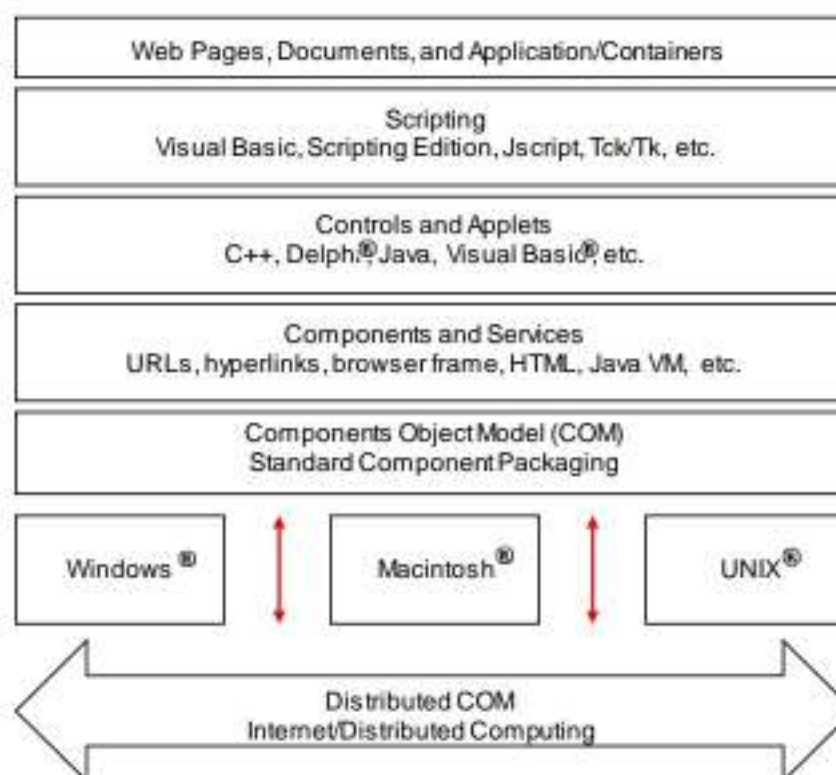 Web Pages, Documents, and Application/Containers
Scripting
Visual Basic, Scripting Edition, Jscript, Tck/Tk, etc.
Controls and Applets
C++, Delph.®, Java, Visual Basic®, etc.
Components and Services
URLs, hyperlinks, browser frame, HTML, Java VM, etc.
Components Object Model (COM)
Standard Component Packaging
Windows ®
Macintosh®
UNIX®
Distributed COM
Internet/Distributed Computing